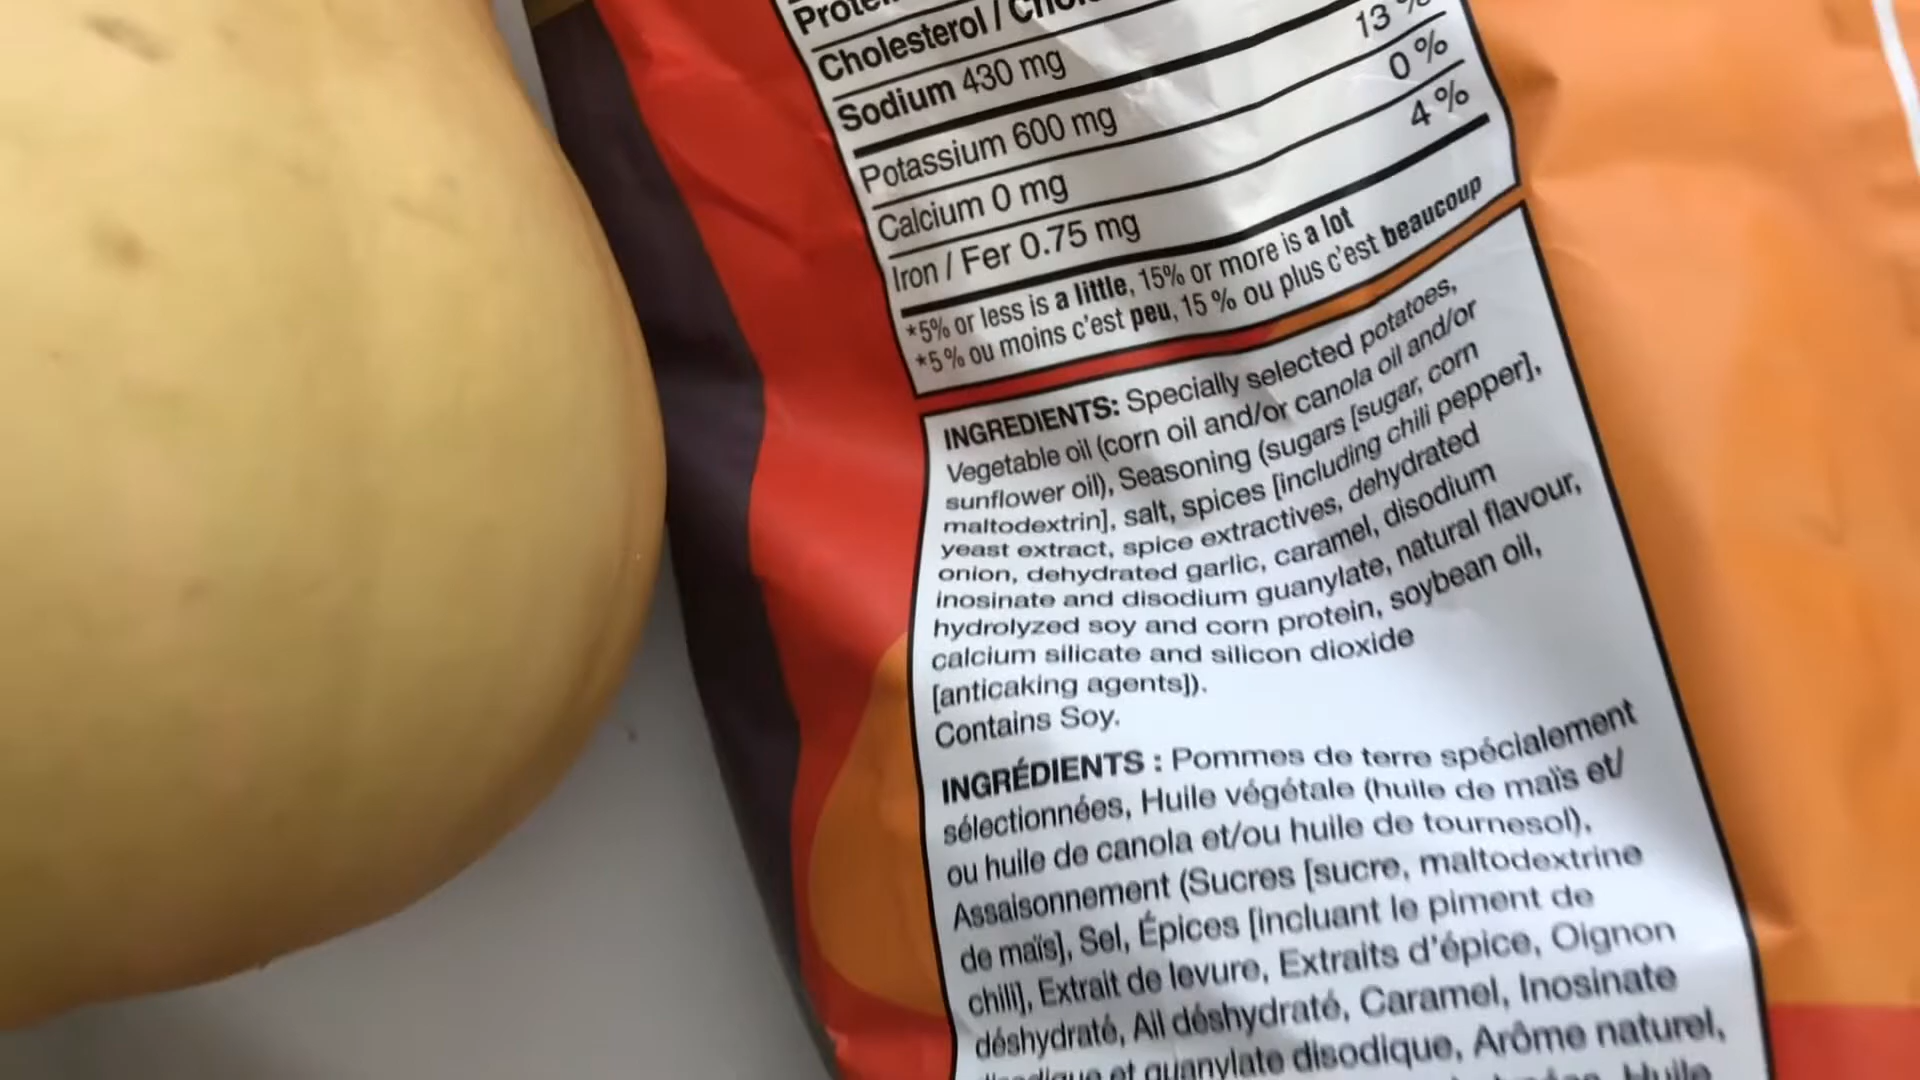 Cholesterol /
Sodium 430 mg
Potassium 600 mg 13 %
Calcium 0 mg 0 %
Iron / Fer 0.75 mg 4 %
*5% or less is a little, 15% or more is a lot
*5 % ou moins c'est peu, 15 % ou plus c'est beaucoup
INGREDIENTS: Specially selected potatoes,
Vegetable oil (corn oil and/or canola oil and/or
sunflower oil), Seasoning (sugars [sugar, corn
maltodextrin], salt, spices [including chili pepper],
yeast extract, spice extractives, dehydrated
onion, dehydrated garlic, caramel, disodium
inosinate and disodium guanylate, natural flavour,
hydrolyzed soy and corn protein, soybean oil,
calcium silicate and silicon dioxide
[anticaking agents]).
Contains Soy.
INGRÉDIENTS : Pommes de terre spécialement
sélectionnées, Huile végétale (huile de maïs et/
ou huile de canola et/ou huile de tournesol),
Assaisonnement (Sucres [sucre, maltodextrine
de maïs], Sel, Épices [incluant le piment de
chili], Extrait de levure, Extraits d'épice, Oignon
déshydraté, Ail déshydraté, Caramel, Inosinate
et guanylate disodique, Arôme naturel,
Huile